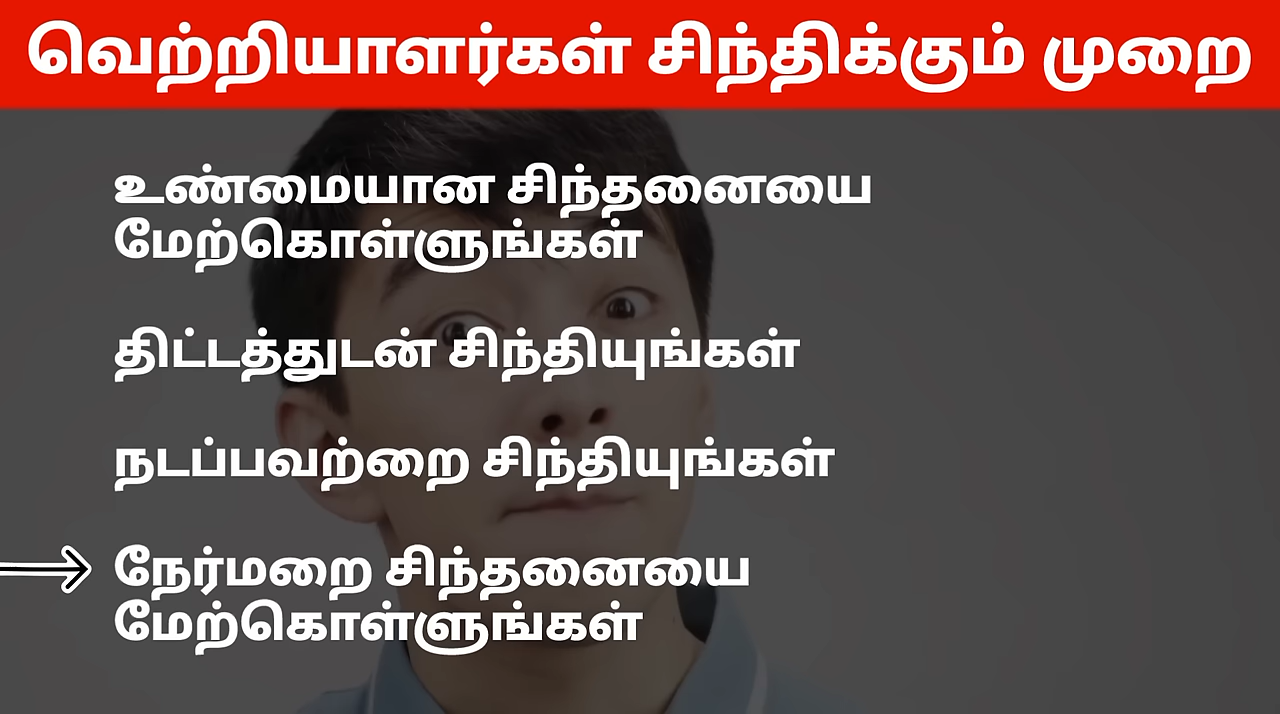 வெற்றியாளர்கள் சிந்திக்கும் முறை
உண்மையான சிந்தனையை
மேற்கொள்ளுங்கள்
திட்டத்துடன் சிந்தியுங்கள்
நடப்பவற்றை சிந்தியுங்கள்
நேர்மறை சிந்தனையை
மேற்கொள்ளுங்கள்